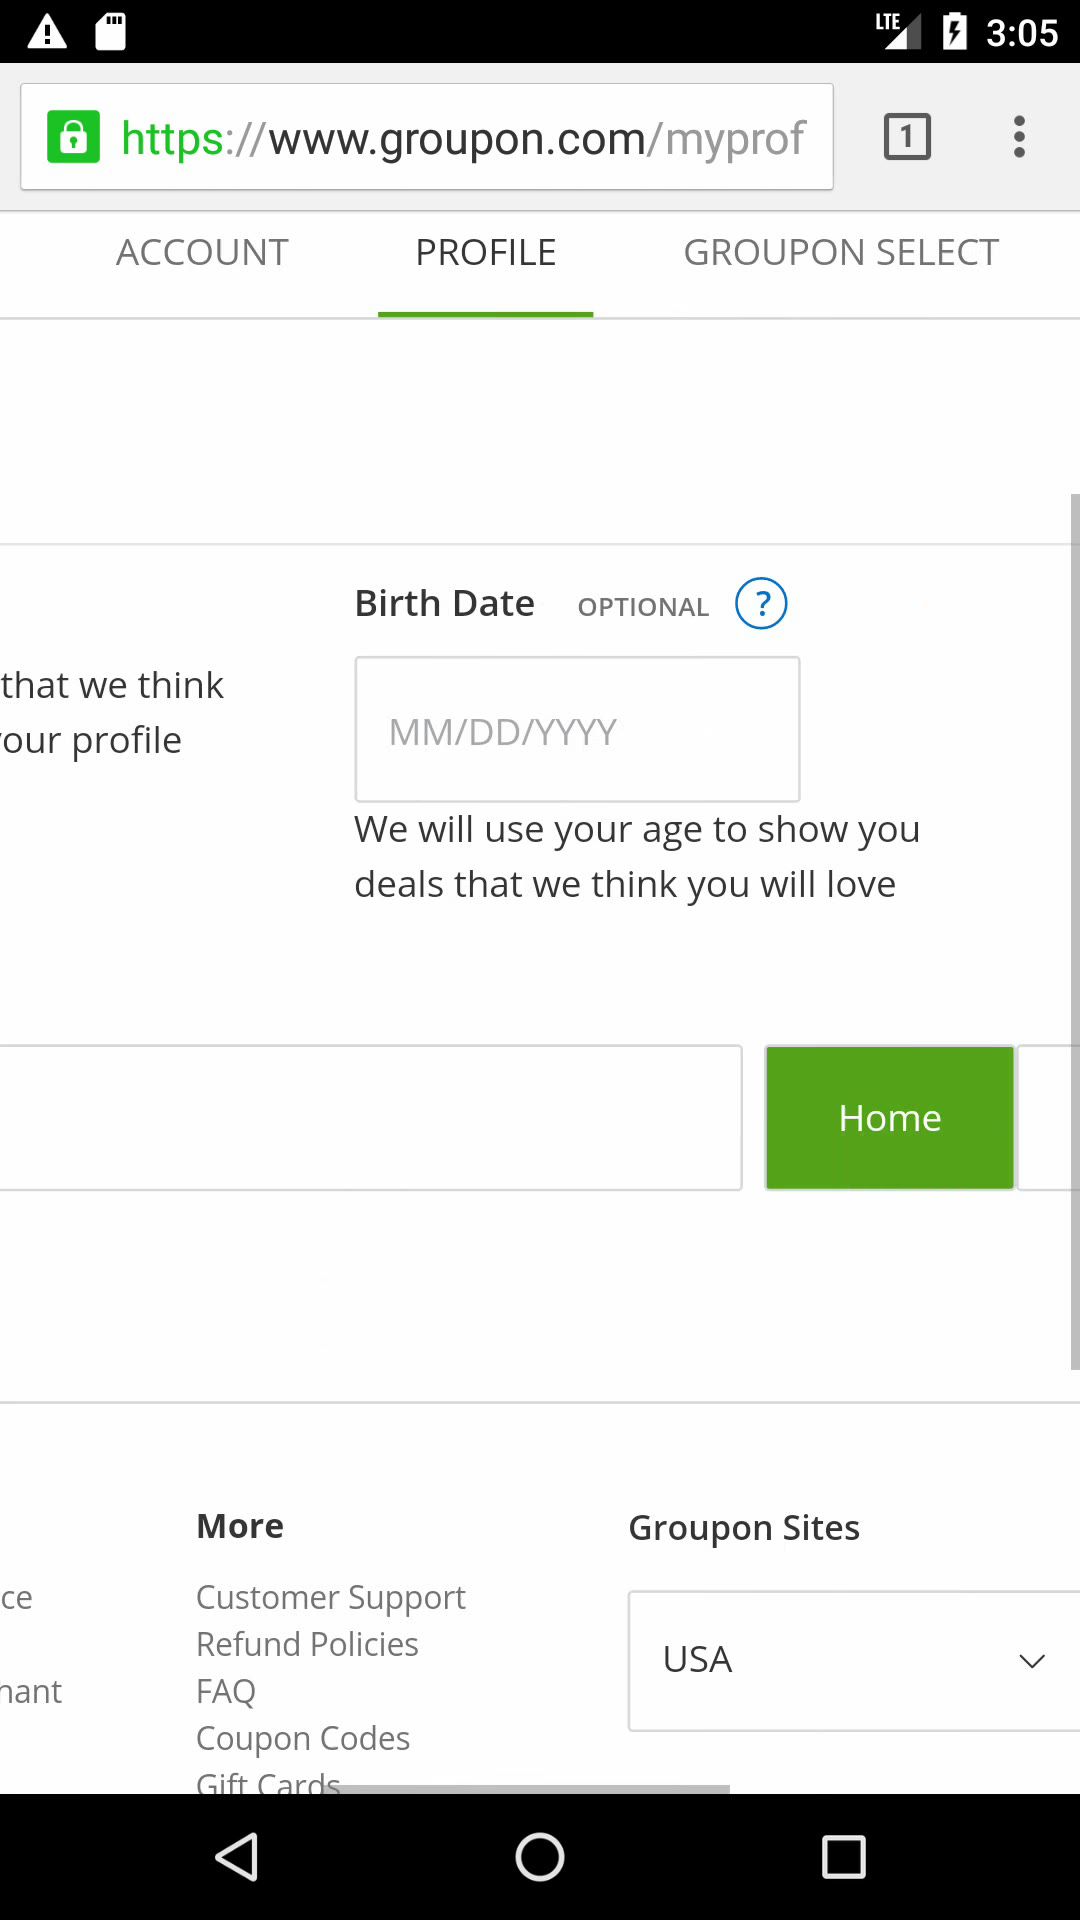 LTE 3:05
https://www.groupon.com/myprof 1
ACCOUNT PROFILE GROUPON SELECT
Birth Date OPTIONAL ?
that we think
our profile
MM/DD/YYYY
We will use your age to show you
deals that we think you will love
Home
More
Groupon Sites
ce
Customer Support
Refund Policies
USA
nant
FAQ
Coupon Codes
Gift Cards